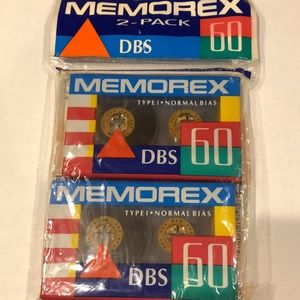 MEMOREX
2-PACK
DBS 60
MEMOREX
TYPE I • NORMAL BIAS
DBS 60
MEMOREX
TYPE I • NORMAL BIAS
DBS 60